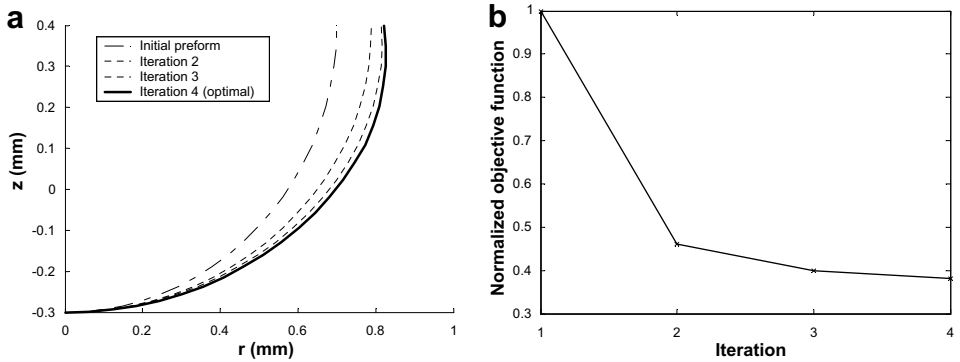 a
0.4
0.3
0.2
0.1
0
-0.1
-0.2
-0.3
z (mm)
Initial preform
Iteration 2
Iteration 3
Iteration 4 (optimal)
0
0.2
0.4
0.6
0.8
1
r (mm)
b
1
0.9
0.8
0.7
0.6
0.5
0.4
0.3
Normalized objective function
1
2
3
4
Iteration